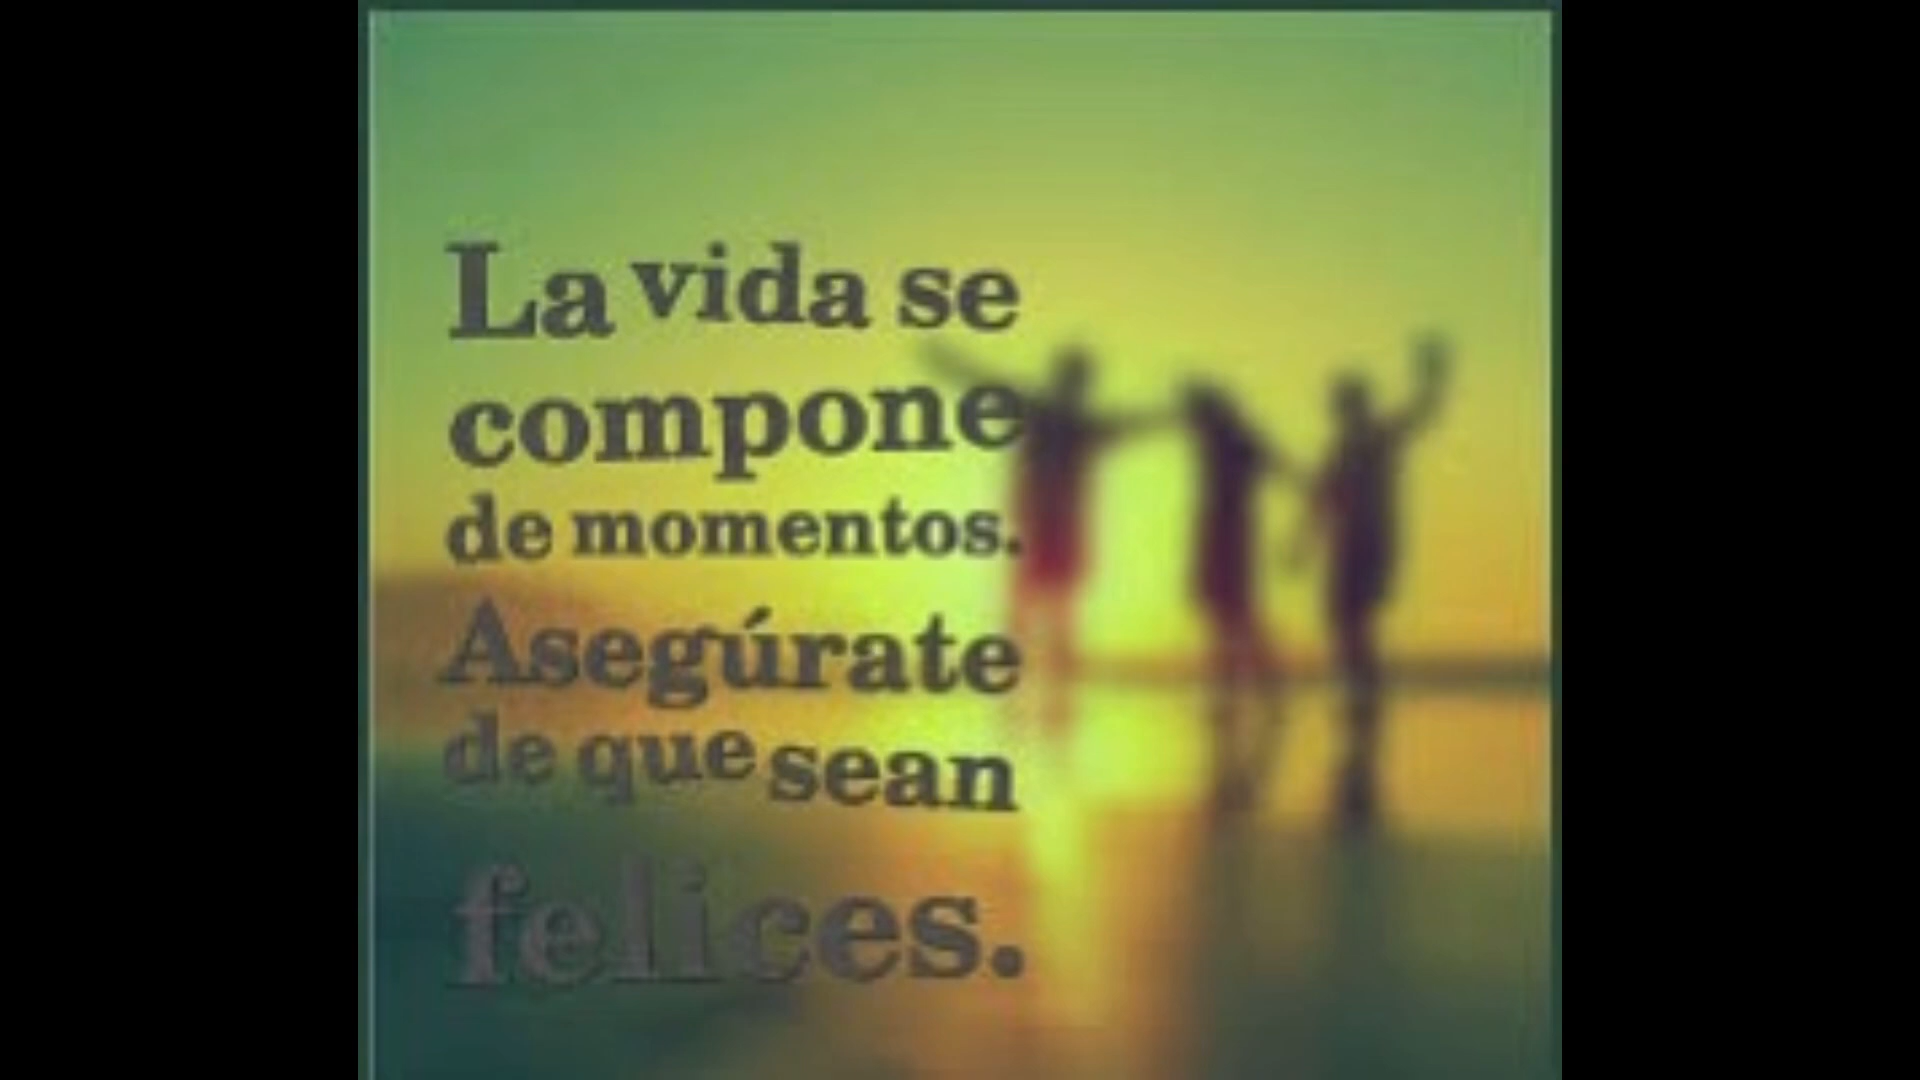 La vida se
compone
de momentos.
Asegúrate
de que sean
felices.